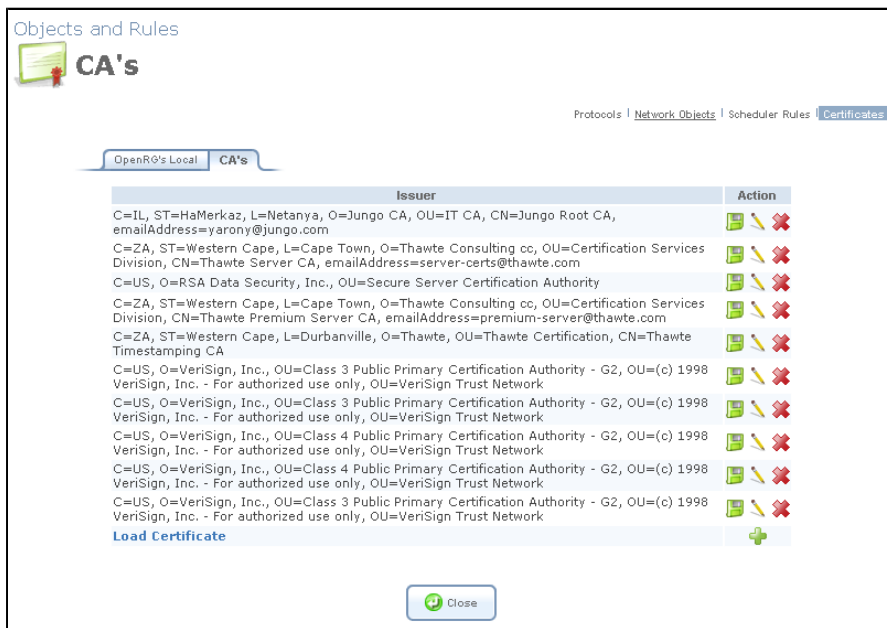 Objects and Rules
CA's
Protocols | Network Objects | Scheduler Rules | Certificates
OpenRG's Local CA's
Issuer Action
C=IL, ST=HaMerkaz, L=Netanya, O=Jungo CA, OU=IT CA, CN=Jungo Root CA,
emailAddress=yarony@jungo.com
C=ZA, ST=Western Cape, L=Cape Town, O=Thawte Consulting cc, OU=Certification Services
Division, CN=Thawte Server CA, emailAddress=server-certs@thawte.com
C=US, O=RSA Data Security, Inc., OU=Secure Server Certification Authority
C=ZA, ST=Western Cape, L=Cape Town, O=Thawte Consulting cc, OU=Certification Services
Division, CN=Thawte Premium Server CA, emailAddress=premium-server@thawte.com
C=ZA, ST=Western Cape, L=Durbanville, O=Thawte, OU=Thawte Certification, CN=Thawte
Timestamping CA
C=US, O=VeriSign, Inc., OU=Class 3 Public Primary Certification Authority - G2, OU=(c) 1998
VeriSign, Inc. - For authorized use only, OU=VeriSign Trust Network
C=US, O=VeriSign, Inc., OU=Class 3 Public Primary Certification Authority - G2, OU=(c) 1998
VeriSign, Inc. - For authorized use only, OU=VeriSign Trust Network
C=US, O=VeriSign, Inc., OU=Class 4 Public Primary Certification Authority - G2, OU=(c) 1998
VeriSign, Inc. - For authorized use only, OU=VeriSign Trust Network
C=US, O=VeriSign, Inc., OU=Class 4 Public Primary Certification Authority - G2, OU=(c) 1998
VeriSign, Inc. - For authorized use only, OU=VeriSign Trust Network
C=US, O=VeriSign, Inc., OU=Class 3 Public Primary Certification Authority - G2, OU=(c) 1998
VeriSign, Inc. - For authorized use only, OU=VeriSign Trust Network
Load Certificate
Close